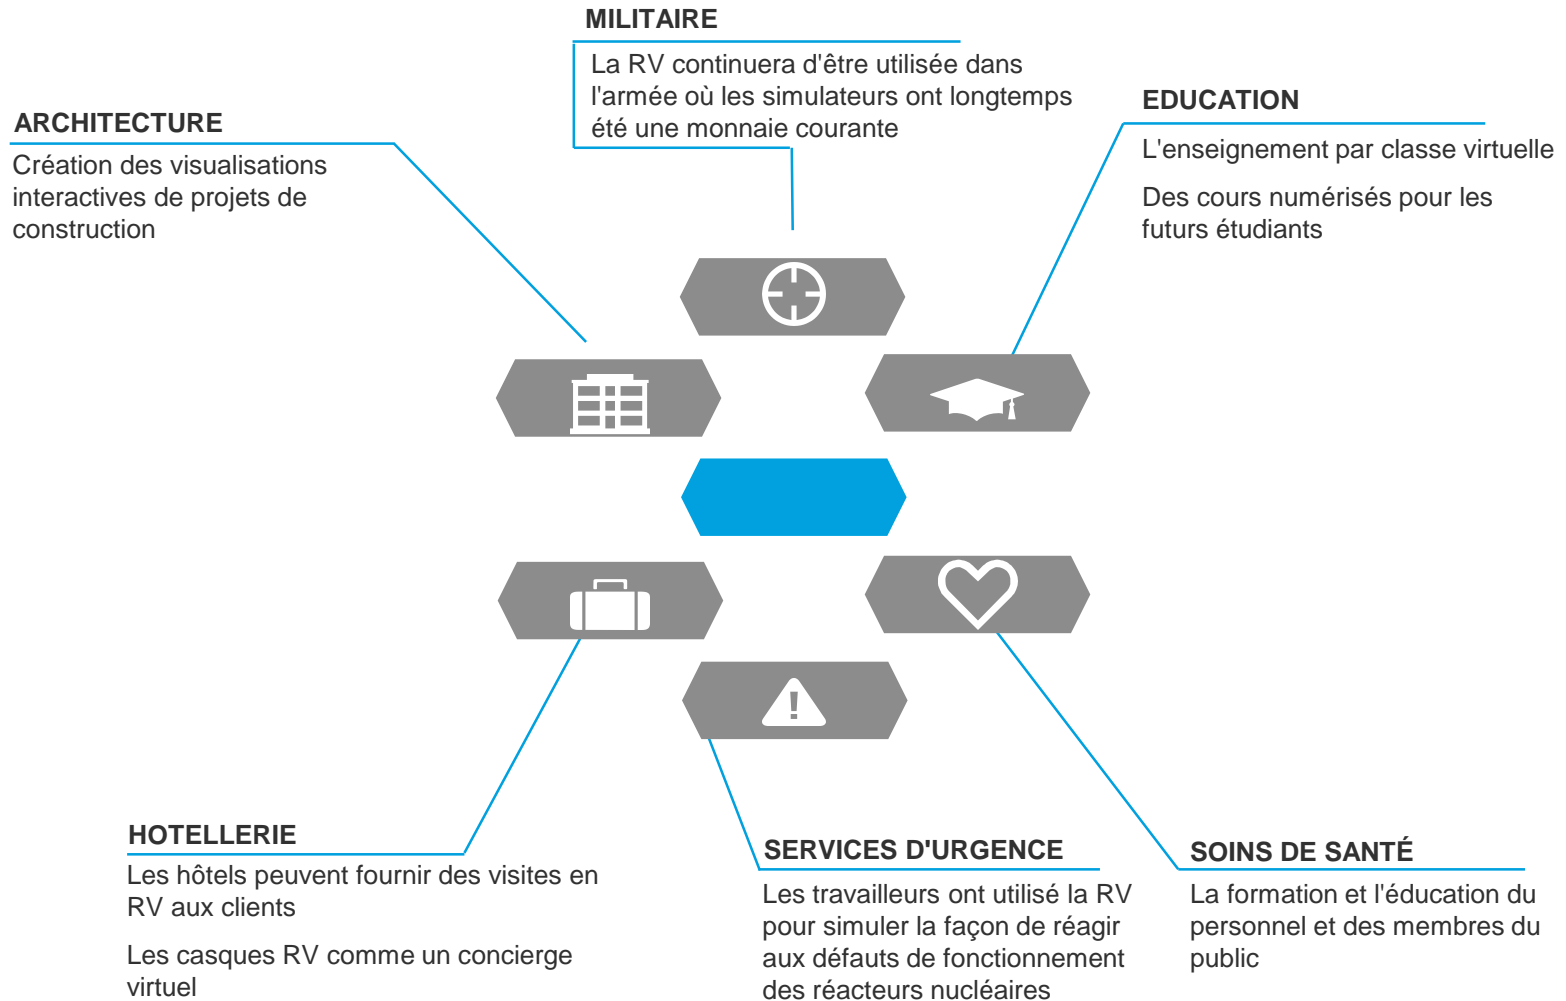 MILITAIRE
La RV continuera d'être utilisée dans
l'armée où les simulateurs ont longtemps
été une monnaie courante
EDUCATION
L'enseignement par classe virtuelle
Des cours numérisés pour les
futurs étudiants
ARCHITECTURE
Création des visualisations
interactives de projets de
construction
HOTELLERIE
Les hôtels peuvent fournir des visites en
RV aux clients
Les casques RV comme un concierge
virtuel
SERVICES D'URGENCE
Les travailleurs ont utilisé la RV
pour simuler la façon de réagir
aux défauts de fonctionnement
des réacteurs nucléaires
SOINS DE SANTÉ
La formation et l'éducation du
personnel et des membres du
public